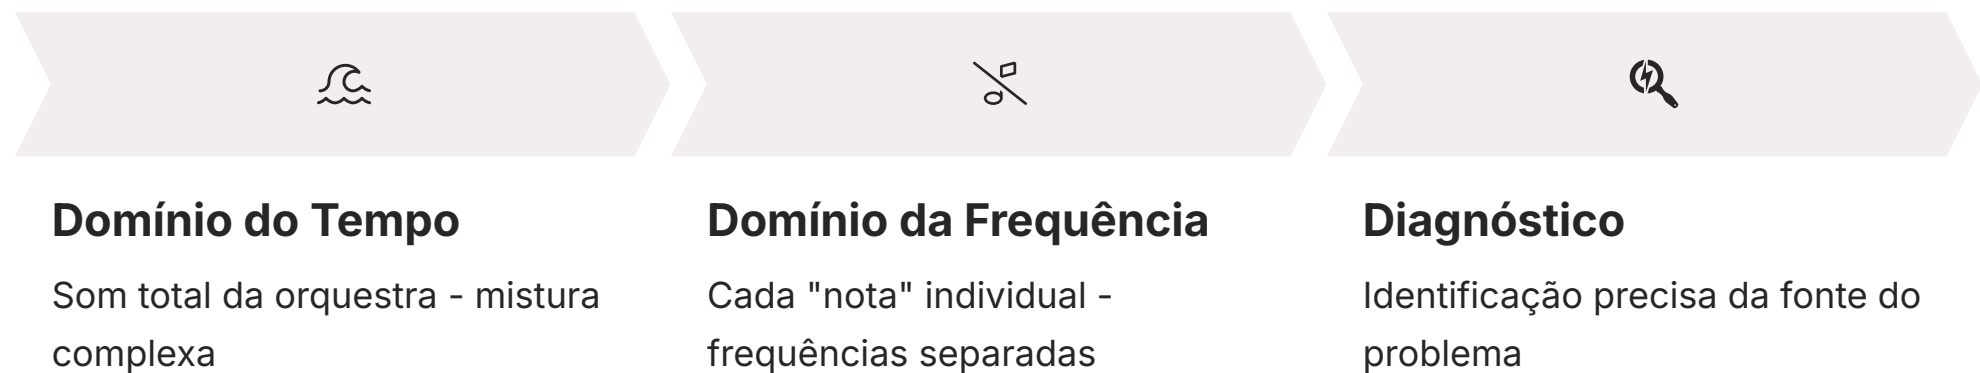 Domínio do Tempo
Som total da orquestra - mistura
complexa
Domínio da Frequência
Cada "nota" individual -
frequências separadas
Diagnóstico
Identificação precisa da fonte do
problema